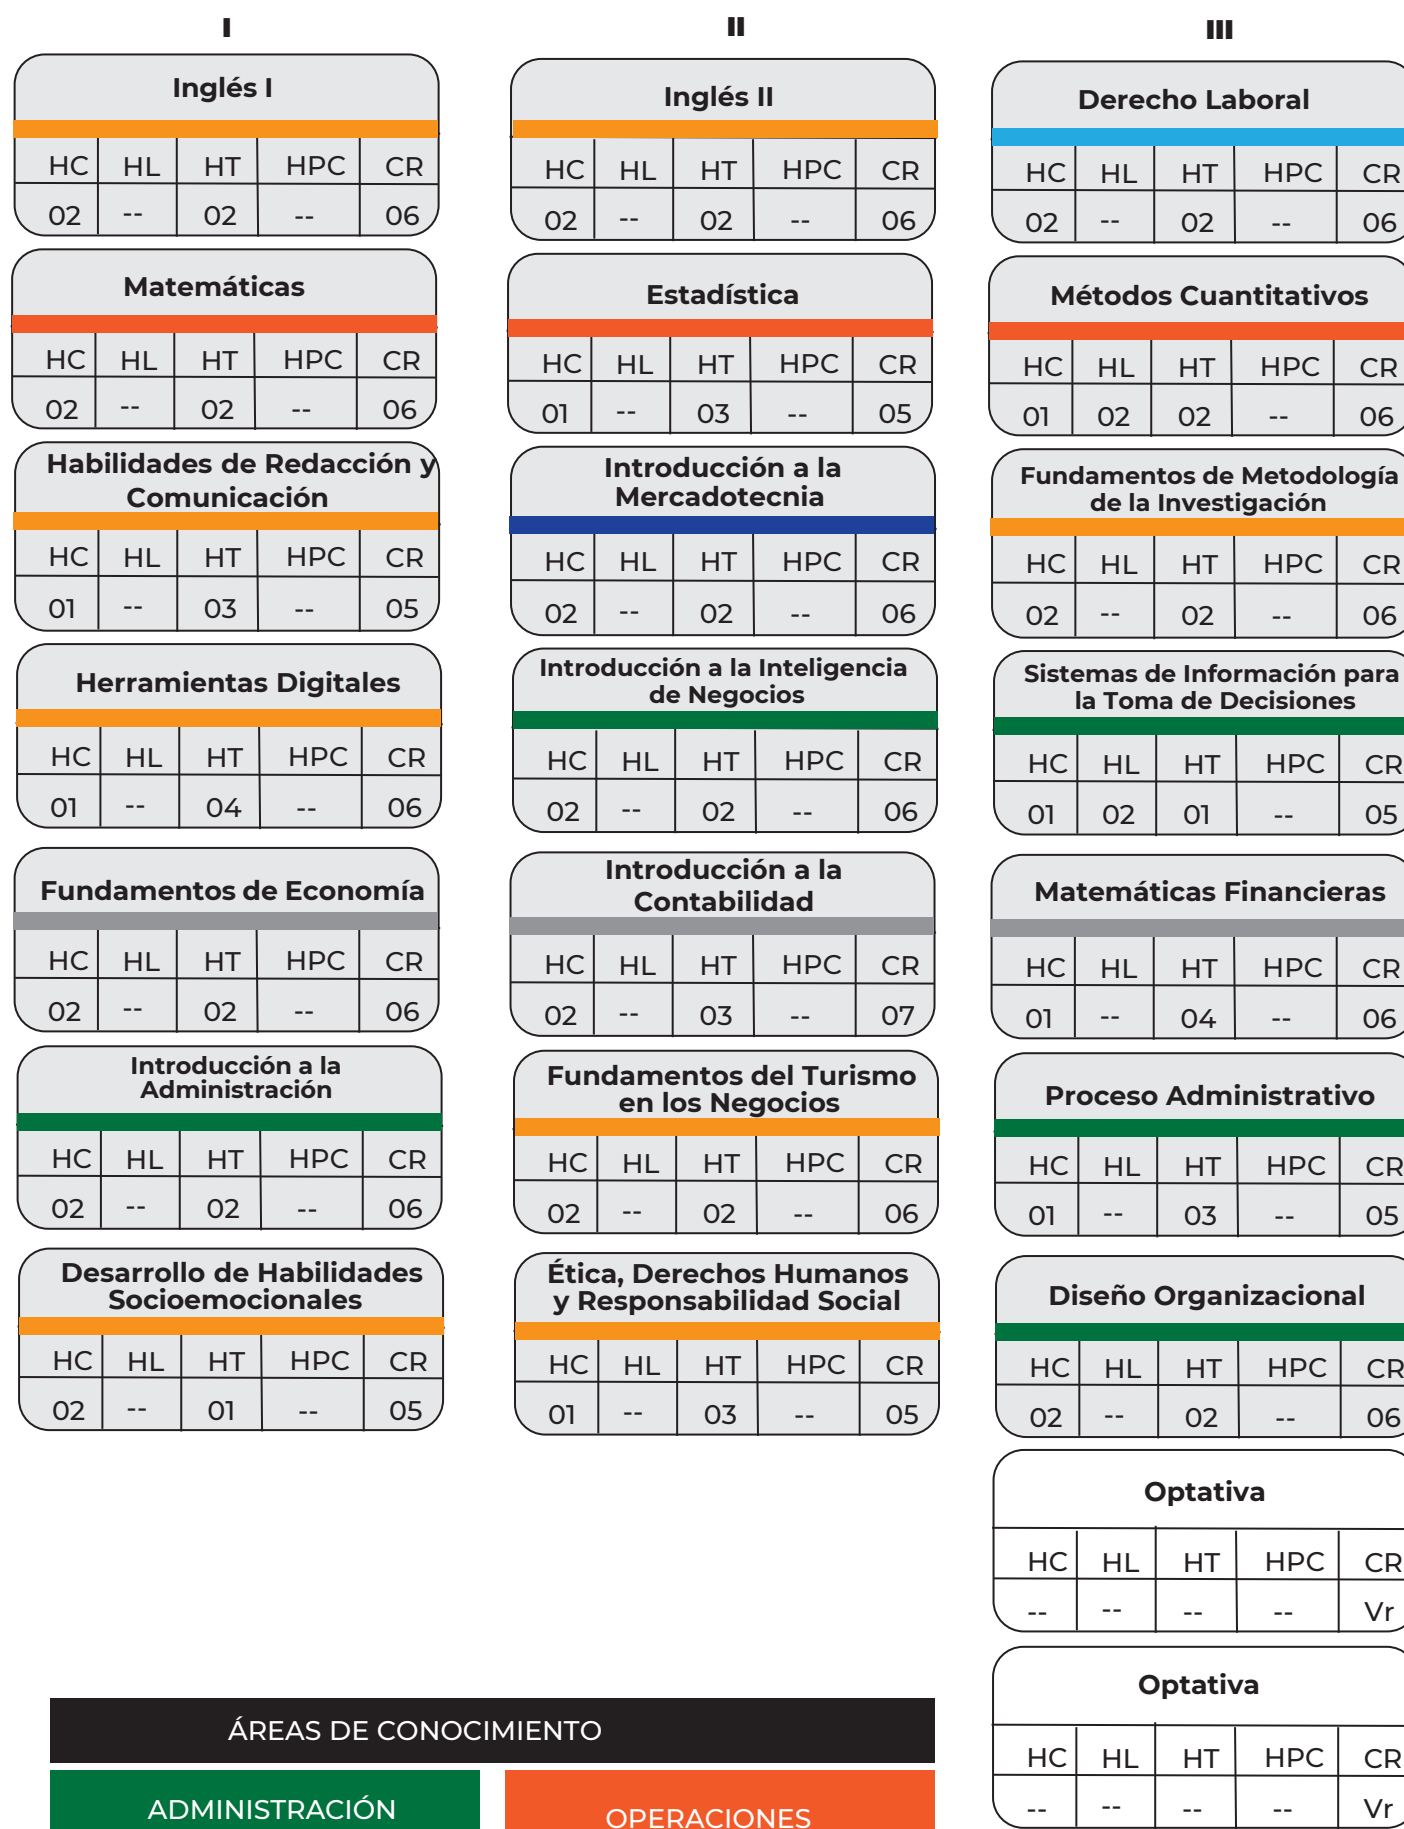 I
Inglés I
HC HL HT HPC CR
02 -- 02 -- 06
Matemáticas
HC HL HT HPC CR
02 -- 02 -- 06
Habilidades de Redacción y
Comunicación
HC HL HT HPC CR
01 -- 03 -- 05
Herramientas Digitales
HC HL HT HPC CR
01 -- 04 -- 06
Fundamentos de Economía
HC HL HT HPC CR
02 -- 02 -- 06
Introducción a la
Administración
HC HL HT HPC CR
02 -- 02 -- 06
Desarrollo de Habilidades
Socioemocionales
HC HL HT HPC CR
02 -- 01 -- 05
II
Inglés II
HC HL HT HPC CR
02 -- 02 -- 06
Estadística
HC HL HT HPC CR
01 -- 03 -- 05
Introducción a la
Mercadotecnia
HC HL HT HPC CR
02 -- 02 -- 06
Introducción a la Inteligencia
de Negocios
HC HL HT HPC CR
02 -- 02 -- 06
Introducción a la
Contabilidad
HC HL HT HPC CR
02 -- 03 -- 07
Fundamentos del Turismo
en los Negocios
HC HL HT HPC CR
02 -- 02 -- 06
Ética, Derechos Humanos
y Responsabilidad Social
HC HL HT HPC CR
01 -- 03 -- 05
III
Derecho Laboral
HC HL HT HPC CR
02 -- 02 -- 06
Métodos Cuantitativos
HC HL HT HPC CR
01 02 02 -- 06
Fundamentos de Metodología
de la Investigación
HC HL HT HPC CR
02 -- 02 -- 06
Sistemas de Información para
la Toma de Decisiones
HC HL HT HPC CR
01 02 01 -- 05
Matemáticas Financieras
HC HL HT HPC CR
01 -- 04 -- 06
Proceso Administrativo
HC HL HT HPC CR
01 -- 03 -- 05
Diseño Organizacional
HC HL HT HPC CR
02 -- 02 -- 06
Optativa
HC HL HT HPC CR
-- -- -- -- Vr
Optativa
HC HL HT HPC CR
-- -- -- -- Vr
ÁREAS DE CONOCIMIENTO
ADMINISTRACIÓN
OPERACIONES